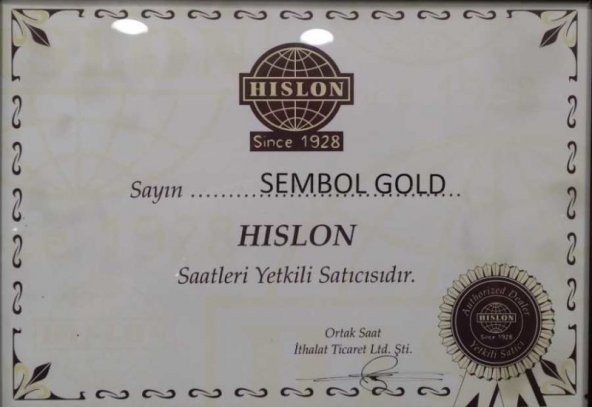 HISLON
Since 1928
Sayın ........SEMBOL GOLD..
HISLON
Saatleri Yetkili Satıcısıdır.
Ortak Saat
İthalat Ticaret Ltd. Şti.
Authorized Dealer
HISLON
Since 1928
Yetkili Satıcı